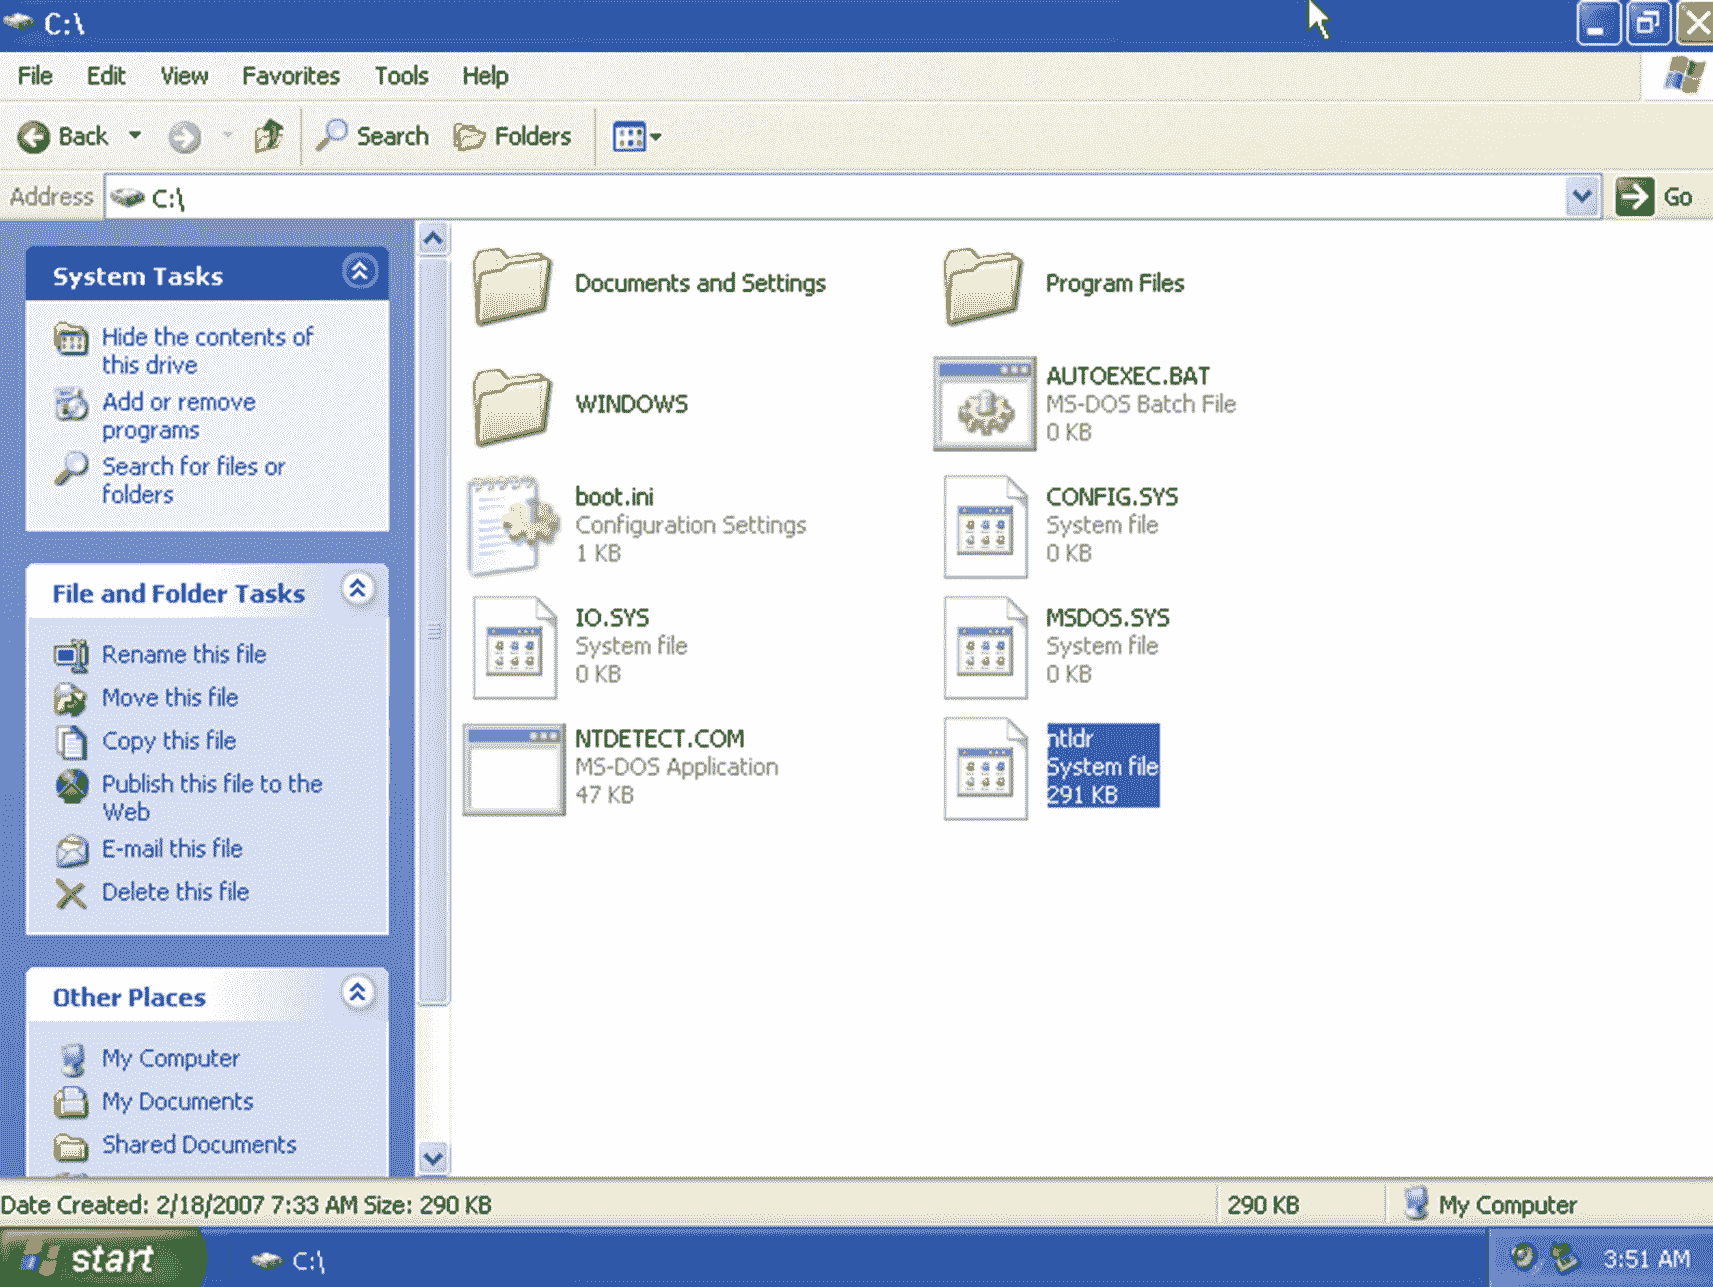 C:\
File Edit View Favorites Tools Help
Back Search Folders
Address C:\ Go
System Tasks
Hide the contents of
this drive
Add or remove
programs
Search for files or
folders
File and Folder Tasks
Rename this file
Move this file
Copy this file
Publish this file to the
Web
E-mail this file
Delete this file
Other Places
My Computer
My Documents
Shared Documents
Documents and Settings
Program Files
WINDOWS
AUTOEXEC.BAT
MS-DOS Batch File
0 KB
boot.ini
Configuration Settings
1 KB
CONFIG.SYS
System file
0 KB
IO.SYS
System file
0 KB
MSDOS.SYS
System file
0 KB
NTDETECT.COM
MS-DOS Application
47 KB
ntldr
System file
291 KB
Date Created: 2/18/2007 7:33 AM Size: 290 KB 290 KB My Computer
start C:\ 3:51 AM